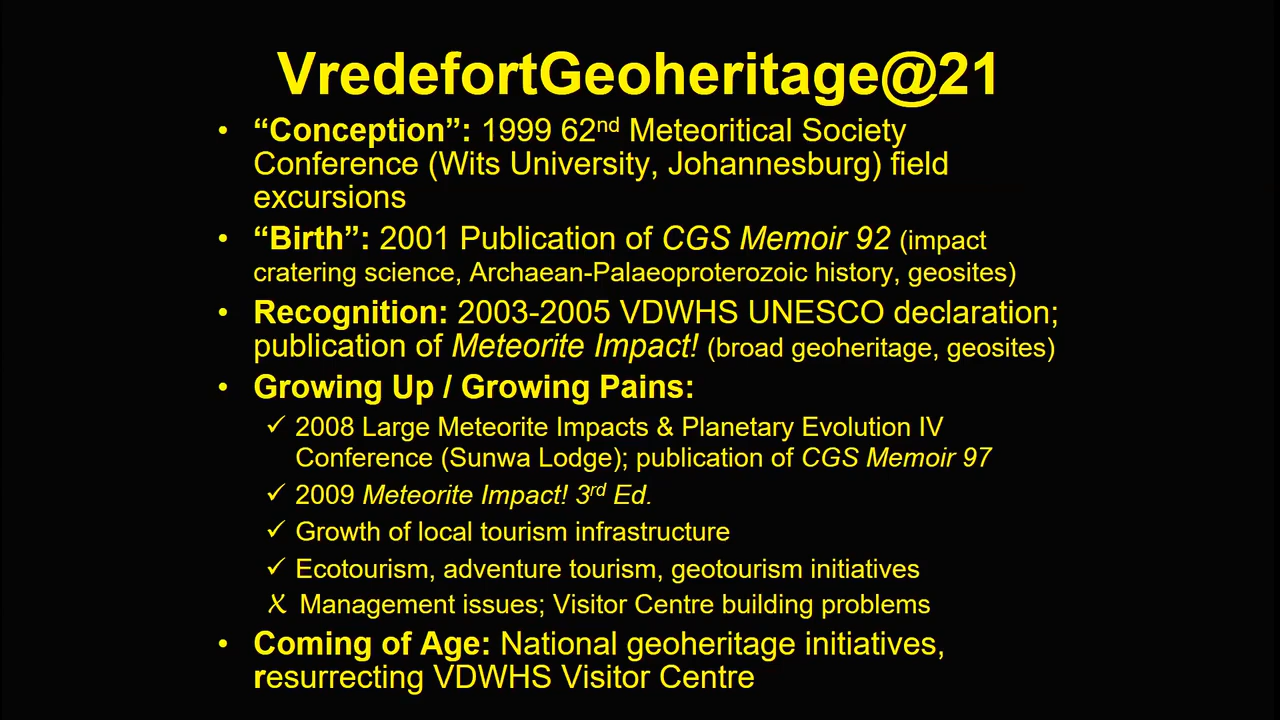 VredefortGeoheritage@21
• “Conception”: 1999 62nd Meteoritical Society
Conference (Wits University, Johannesburg) field
excursions
• “Birth”: 2001 Publication of CGS Memoir 92 (impact
cratering science, Archaean-Palaeoproterozoic history, geosites)
• Recognition: 2003-2005 VDWHS UNESCO declaration;
publication of Meteorite Impact! (broad geoheritage, geosites)
• Growing Up / Growing Pains:
✓ 2008 Large Meteorite Impacts & Planetary Evolution IV
Conference (Sunwa Lodge); publication of CGS Memoir 97
✓ 2009 Meteorite Impact! 3rd Ed.
✓ Growth of local tourism infrastructure
✓ Ecotourism, adventure tourism, geotourism initiatives
✗ Management issues; Visitor Centre building problems
• Coming of Age: National geoheritage initiatives,
resurrecting VDWHS Visitor Centre